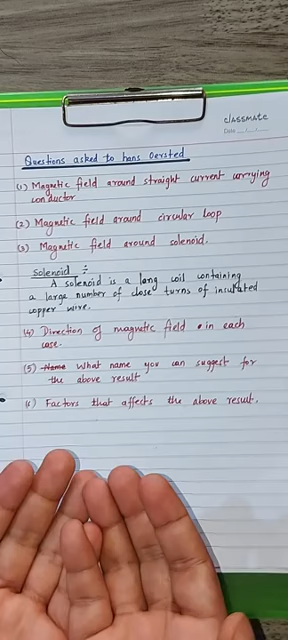 classmate
Date __/__/__
Questions asked to hans Oersted
(1) Magnetic field around straight current carrying
conductor
(2) Magnetic field around circular loop
(3) Magnetic field around solenoid.
Solenoid :-
A solenoid is a long coil containing
a large number of close turns of insulated
copper wire.
(4) Direction of magnetic field in each
case.
(5) Name What name you can suggest for
the above result
(6) Factors that affects the above result.